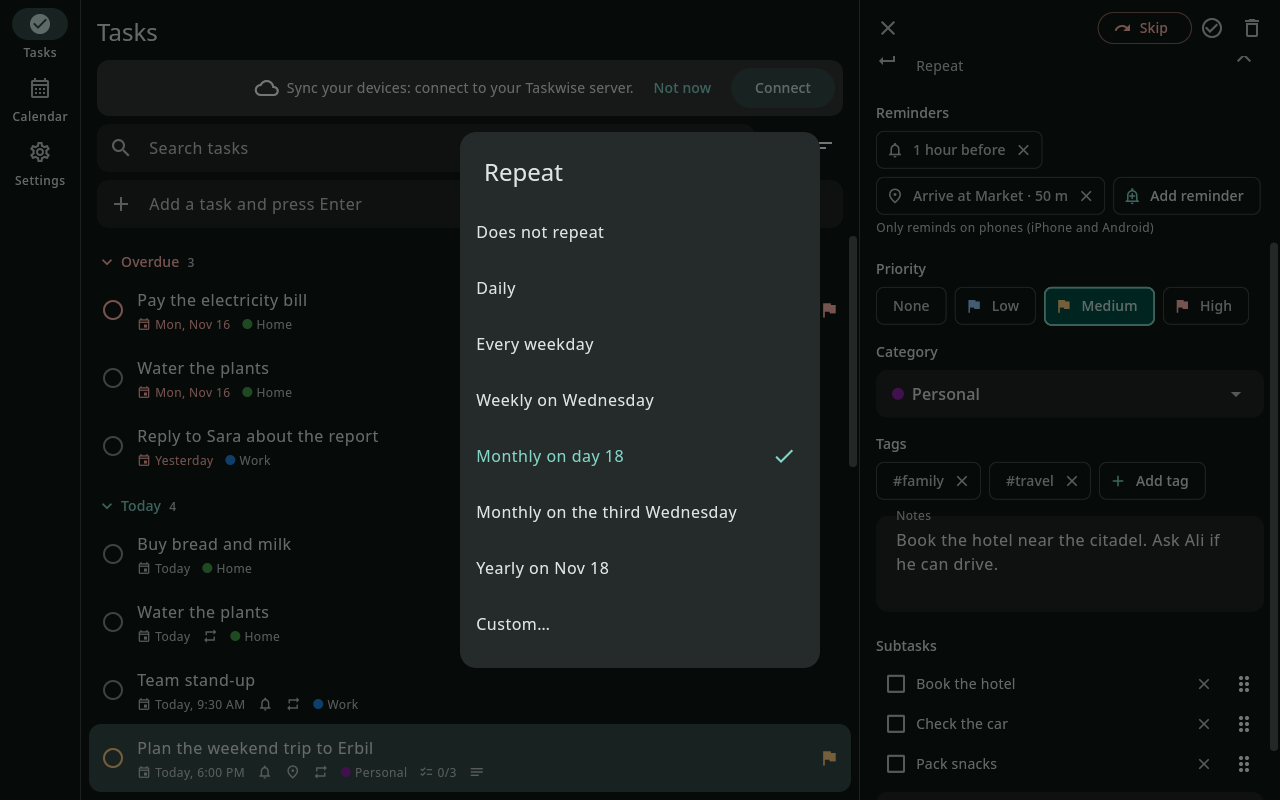 Tasks
Calendar
Settings
Tasks
Sync your devices: connect to your Taskwise server.
Not now
Connect
Search tasks
Add a task and press Enter
Overdue 3
Pay the electricity bill
Mon, Nov 16 Home
Water the plants
Mon, Nov 16 Home
Reply to Sara about the report
Yesterday Work
Today 4
Buy bread and milk
Today Home
Water the plants
Today Home
Team stand-up
Today, 9:30 AM Work
Plan the weekend trip to Erbil
Today, 6:00 PM Personal 0/3
Repeat
Does not repeat
Daily
Every weekday
Weekly on Wednesday
Monthly on day 18
Monthly on the third Wednesday
Yearly on Nov 18
Custom…
Skip
Repeat
Reminders
1 hour before
Arrive at Market · 50 m
Add reminder
Only reminds on phones (iPhone and Android)
Priority
None Low Medium High
Category
Personal
Tags
#family #travel Add tag
Notes
Book the hotel near the citadel. Ask Ali if
he can drive.
Subtasks
Book the hotel
Check the car
Pack snacks